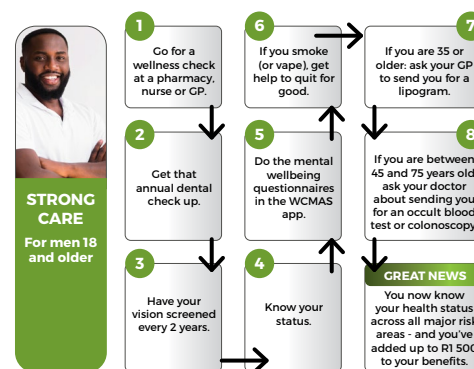 STRONG
CARE
For men 18
and older
1
Go for a
wellness check
at a pharmacy,
nurse or GP.
2
Get that
annual dental
check up.
3
Have your
vision screened
every 2 years.
4
Know your
status.
5
Do the mental
wellbeing
questionnaires
in the WCMAS
app.
6
If you smoke
(or vape), get
help to quit for
good.
7
If you are 35 or
older: ask your GP
to send you for a
lipogram.
8
If you are between
45 and 75 years old
ask your doctor
about sending you
for an occult blood
test or colonoscopy
GREAT NEWS
You now know
your health status
across all major risk
areas - and you've
added up to R1 500
to your benefits.